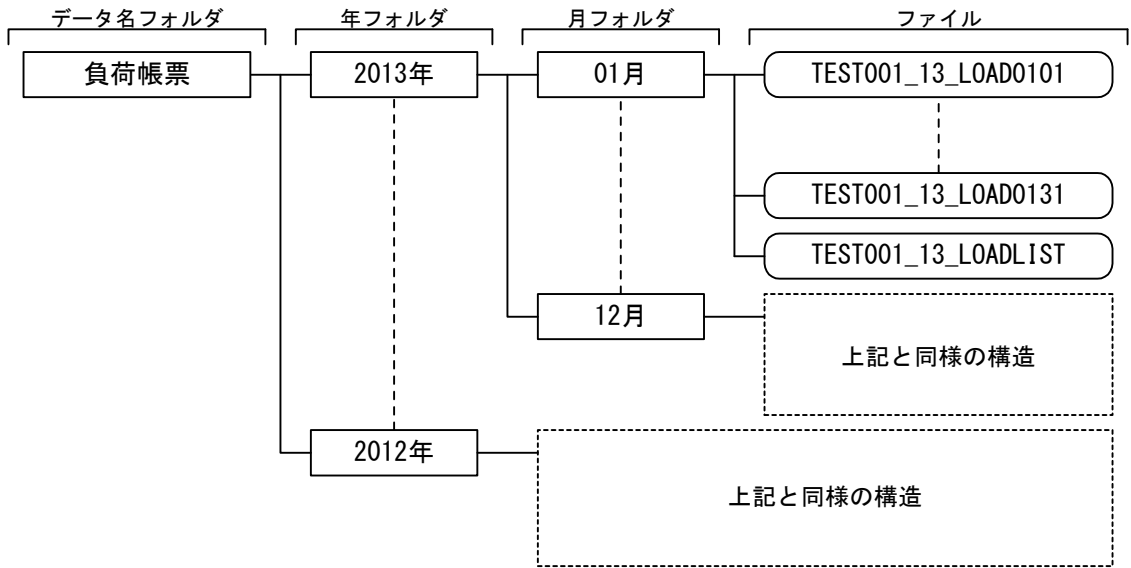 データ名フォルダ
年フォルダ
月フォルダ
ファイル
負荷帳票
2013年
01月
TEST001_13_LOAD0101
TEST001_13_LOAD0131
TEST001_13_LOADLIST
12月
上記と同様の構造
2012年
上記と同様の構造